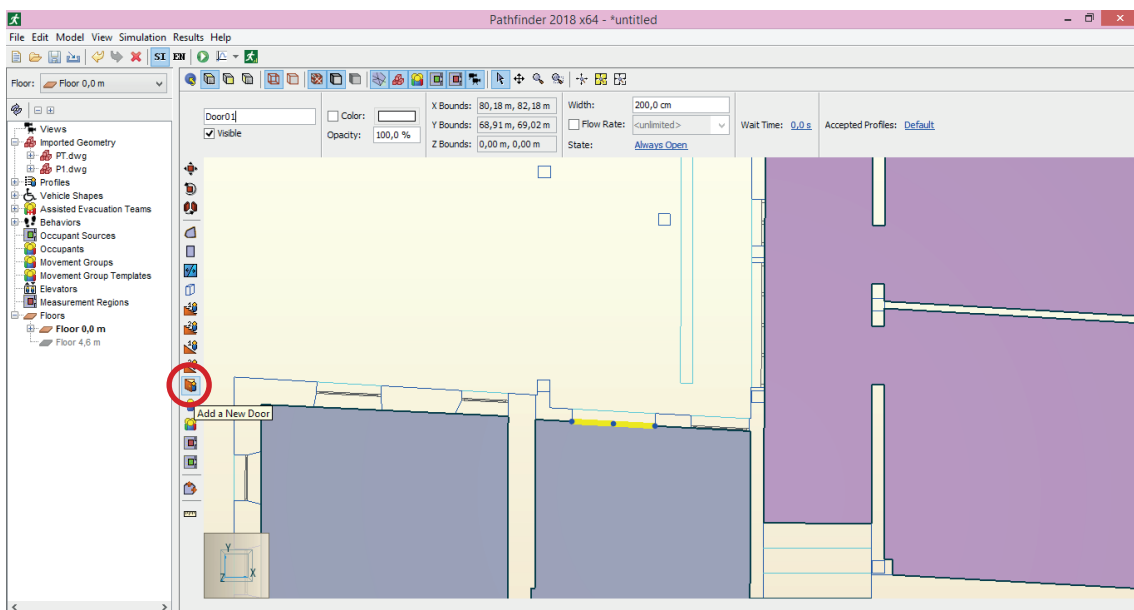 Pathfinder 2018 x64 - *untitled
File Edit Model View Simulation Results Help
SI EN
Floor: Floor 0,0 m
Door01
Visible
Color:
Opacity: 100,0 %
X Bounds: 80,18 m, 82,18 m
Y Bounds: 68,91 m, 69,02 m
Z Bounds: 0,00 m, 0,00 m
Width: 200,0 cm
Flow Rate: <unlimited>
State: Always Open
Wait Time: 0,0 s
Accepted Profiles: Default
Views
Imported Geometry
PT.dwg
P1.dwg
Profiles
Vehicle Shapes
Assisted Evacuation Teams
Behaviors
Occupant Sources
Occupants
Movement Groups
Movement Group Templates
Elevators
Measurement Regions
Floors
Floor 0,0 m
Floor 4,6 m
Add a New Door
Y
Z X